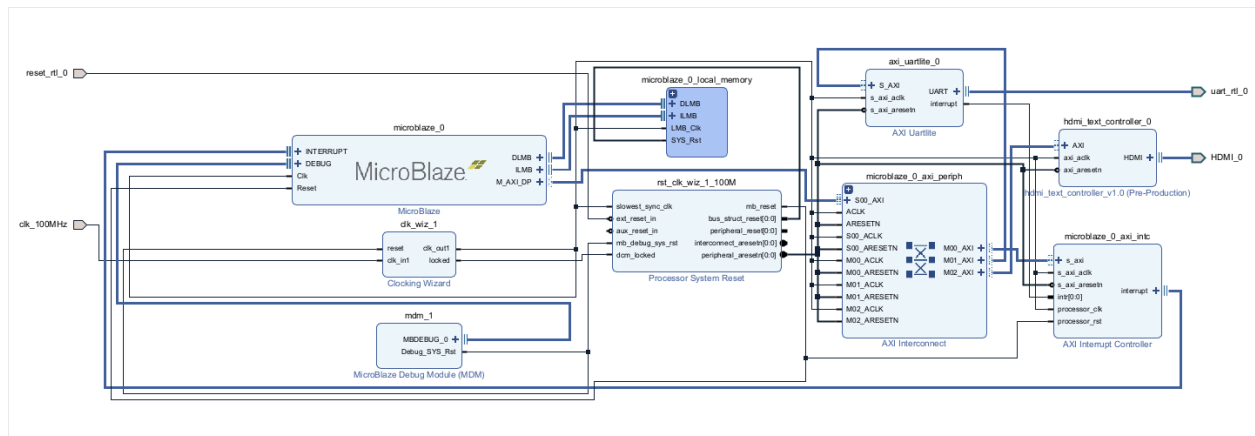 reset_rtl_0
clk_100MHz
microblaze_0
INTERRUPT
DEBUG
Clk
Reset
MicroBlaze
DLMB
ILMB
M_AXI_DP
MicroBlaze
clk_wiz_1
reset
clk_in1
clk_out1
locked
Clocking Wizard
mdm_1
MBDEBUG_0
Debug_SYS_Rst
MicroBlaze Debug Module (MDM)
microblaze_0_local_memory
DLMB
ILMB
LMB_Clk
SYS_Rst
rst_clk_wiz_1_100M
slowest_sync_clk
ext_reset_in
aux_reset_in
mb_debug_sys_rst
dcm_locked
mb_reset
bus_struct_reset[0:0]
peripheral_reset[0:0]
interconnect_aresetn[0:0]
peripheral_aresetn[0:0]
Processor System Reset
axi_uartlite_0
S_AXI
s_axi_aclk
s_axi_aresetn
UART
interrupt
AXI Uartlite
microblaze_0_axi_periph
S00_AXI
ACLK
ARESETN
S00_ACLK
S00_ARESETN
M00_ACLK
M00_ARESETN
M01_ACLK
M01_ARESETN
M02_ACLK
M02_ARESETN
M00_AXI
M01_AXI
M02_AXI
AXI Interconnect
hdmi_text_controller_0
AXI
axi_aclk
axi_aresetn
HDMI
hdmi_text_controller_v1.0 (Pre-Production)
microblaze_0_axi_intc
s_axi
s_axi_aclk
s_axi_aresetn
intr[0:0]
processor_clk
processor_rst
interrupt
AXI Interrupt Controller
uart_rtl_0
HDMI_0